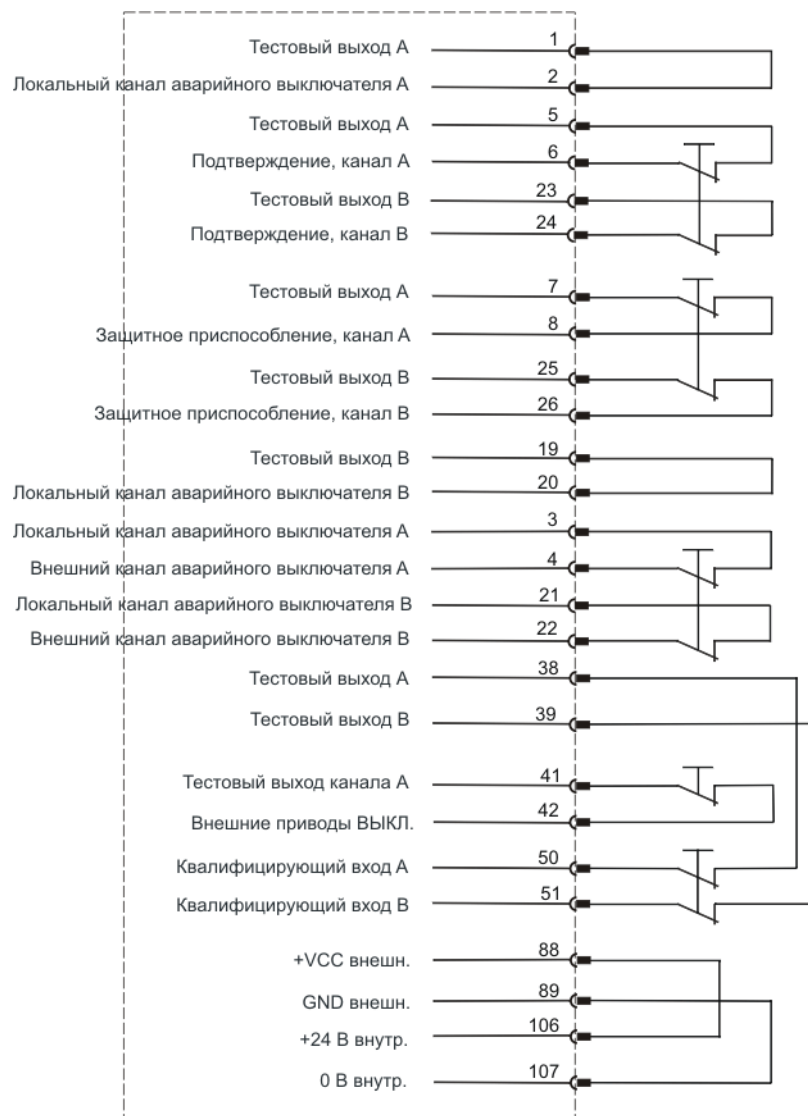 Тестовый выход A 1
Локальный канал аварийного выключателя A 2
Тестовый выход A 5
Подтверждение, канал A 6
Тестовый выход B 23
Подтверждение, канал B 24
Тестовый выход A 7
Защитное приспособление, канал A 8
Тестовый выход B 25
Защитное приспособление, канал B 26
Тестовый выход B 19
Локальный канал аварийного выключателя B 20
Локальный канал аварийного выключателя A 3
Внешний канал аварийного выключателя A 4
Локальный канал аварийного выключателя B 21
Внешний канал аварийного выключателя B 22
Тестовый выход A 38
Тестовый выход B 39
Тестовый выход канала A 41
Внешние приводы ВЫКЛ. 42
Квалифицирующий вход A 50
Квалифицирующий вход B 51
+VCC внешн. 88
GND внешн. 89
+24 В внутр. 106
0 В внутр. 107